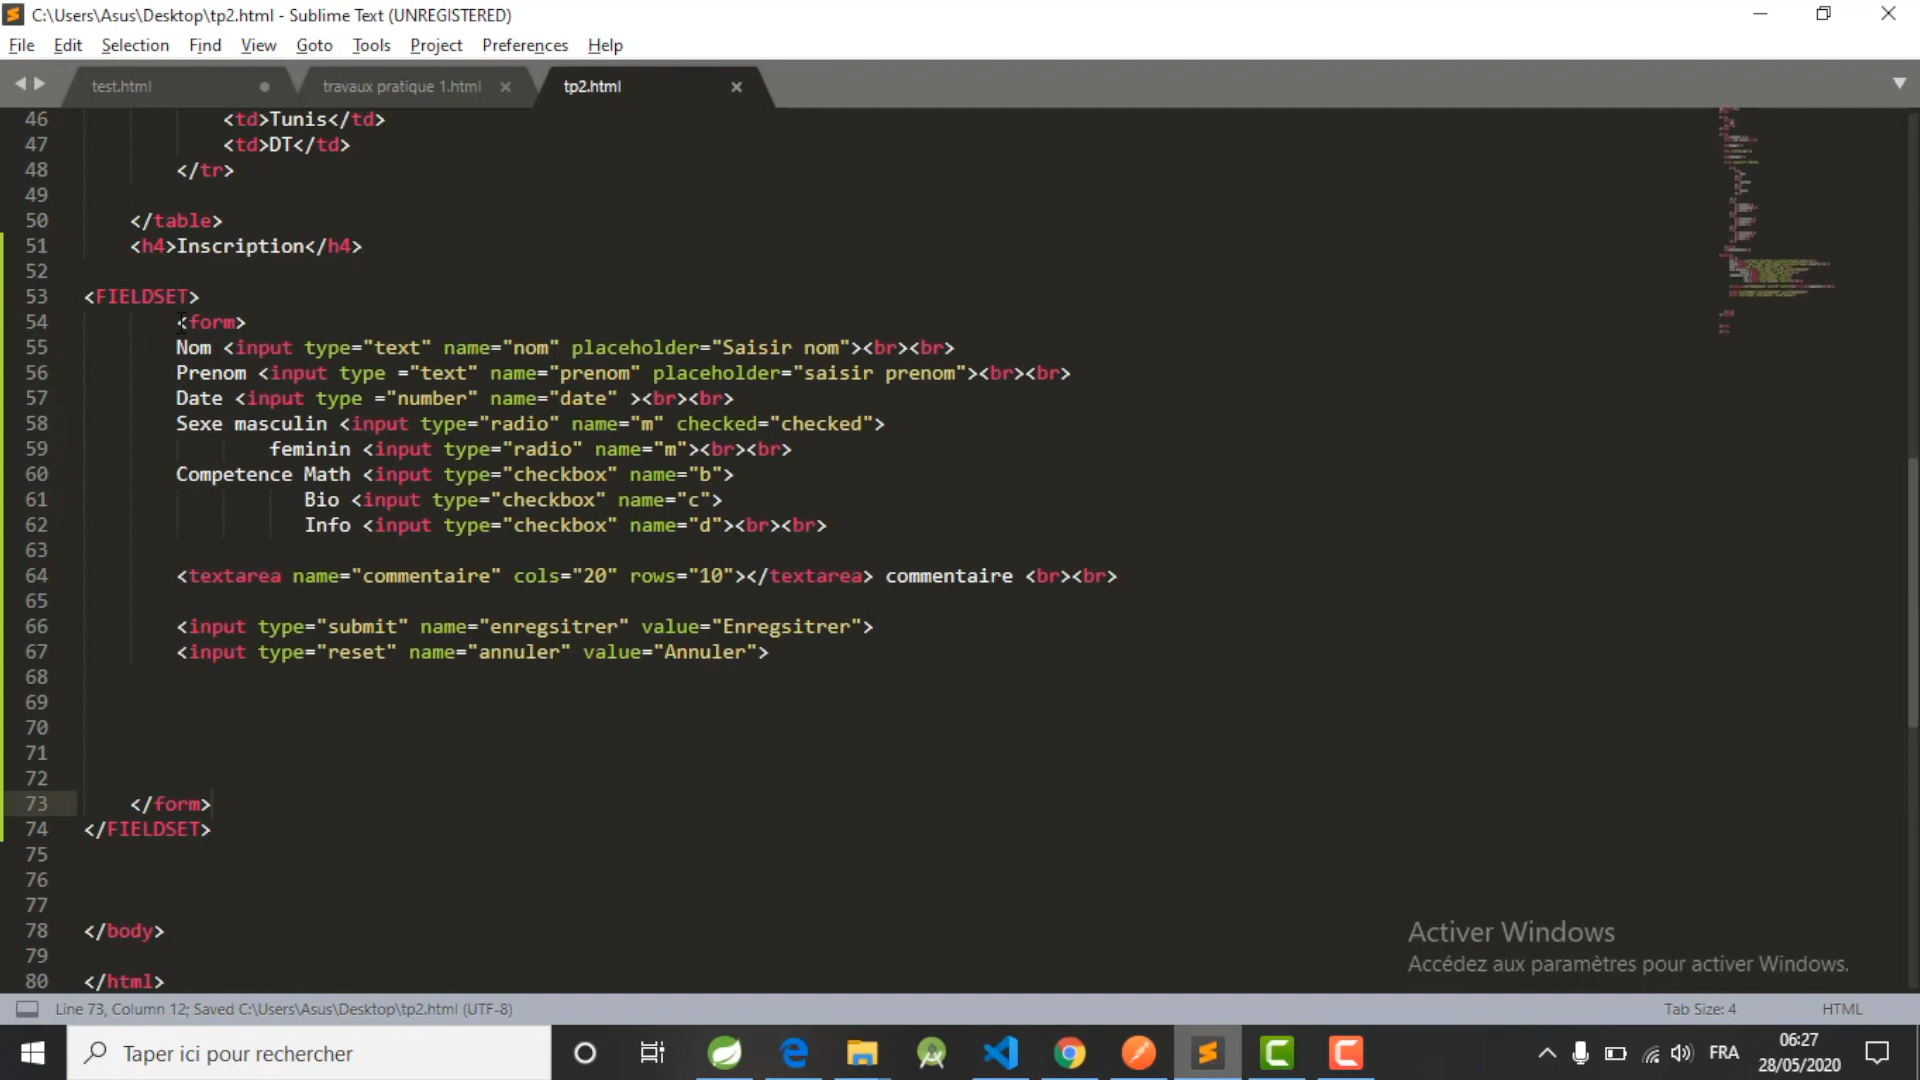 C:\Users\Asus\Desktop\tp2.html - Sublime Text (UNREGISTERED)
File Edit Selection Find View Goto Tools Project Preferences Help
test.html travaux pratique 1.html tp2.html
46 <td>Tunis</td>
47 <td>DT</td>
48 </tr>
49
50 </table>
51 <h4>Inscription</h4>
52
53 <FIELDSET>
54 <form>
55 Nom <input type="text" name="nom" placeholder="Saisir nom"><br><br>
56 Prenom <input type ="text" name="prenom" placeholder="saisir prenom"><br><br>
57 Date <input type ="number" name="date" ><br><br>
58 Sexe masculin <input type="radio" name="m" checked="checked">
59 feminin <input type="radio" name="m"><br><br>
60 Competence Math <input type="checkbox" name="b">
61 Bio <input type="checkbox" name="c">
62 Info <input type="checkbox" name="d"><br><br>
63
64 <textarea name="commentaire" cols="20" rows="10"></textarea> commentaire <br><br>
65
66 <input type="submit" name="enregsitrer" value="Enregsitrer">
67 <input type="reset" name="annuler" value="Annuler">
68
69
70
71
72
73 </form>
74 </FIELDSET>
75
76
77
78 </body>
79
80 </html>
Activer Windows
Accédez aux paramètres pour activer Windows.
Line 73, Column 12; Saved C:\Users\Asus\Desktop\tp2.html (UTF-8) Tab Size: 4 HTML
Taper ici pour rechercher
FRA
06:27
28/05/2020